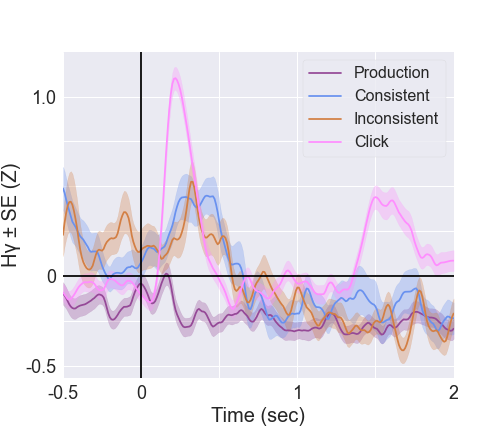 Production
Consistent
Inconsistent
Click
Hγ ± SE (Z)
1.0
0
-0.5
-0.5 0 1 2
Time (sec)